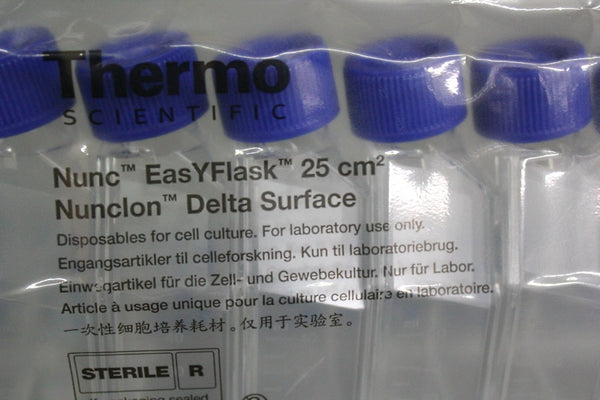 Thermo
SCIENTIFIC
Nunc™ EasYFlask™ 25 cm²
Nunclon™ Delta Surface
Disposables for cell culture. For laboratory use only.
Engangsartikler til celleforskning. Kun til laboratoriebrug.
Einwegartikel für die Zell- und Gewebekultur. Nur für Labor.
Article à usage unique pour la culture cellulaire en laboratoire.
一次性细胞培养耗材。仅用于实验室。
STERILE R